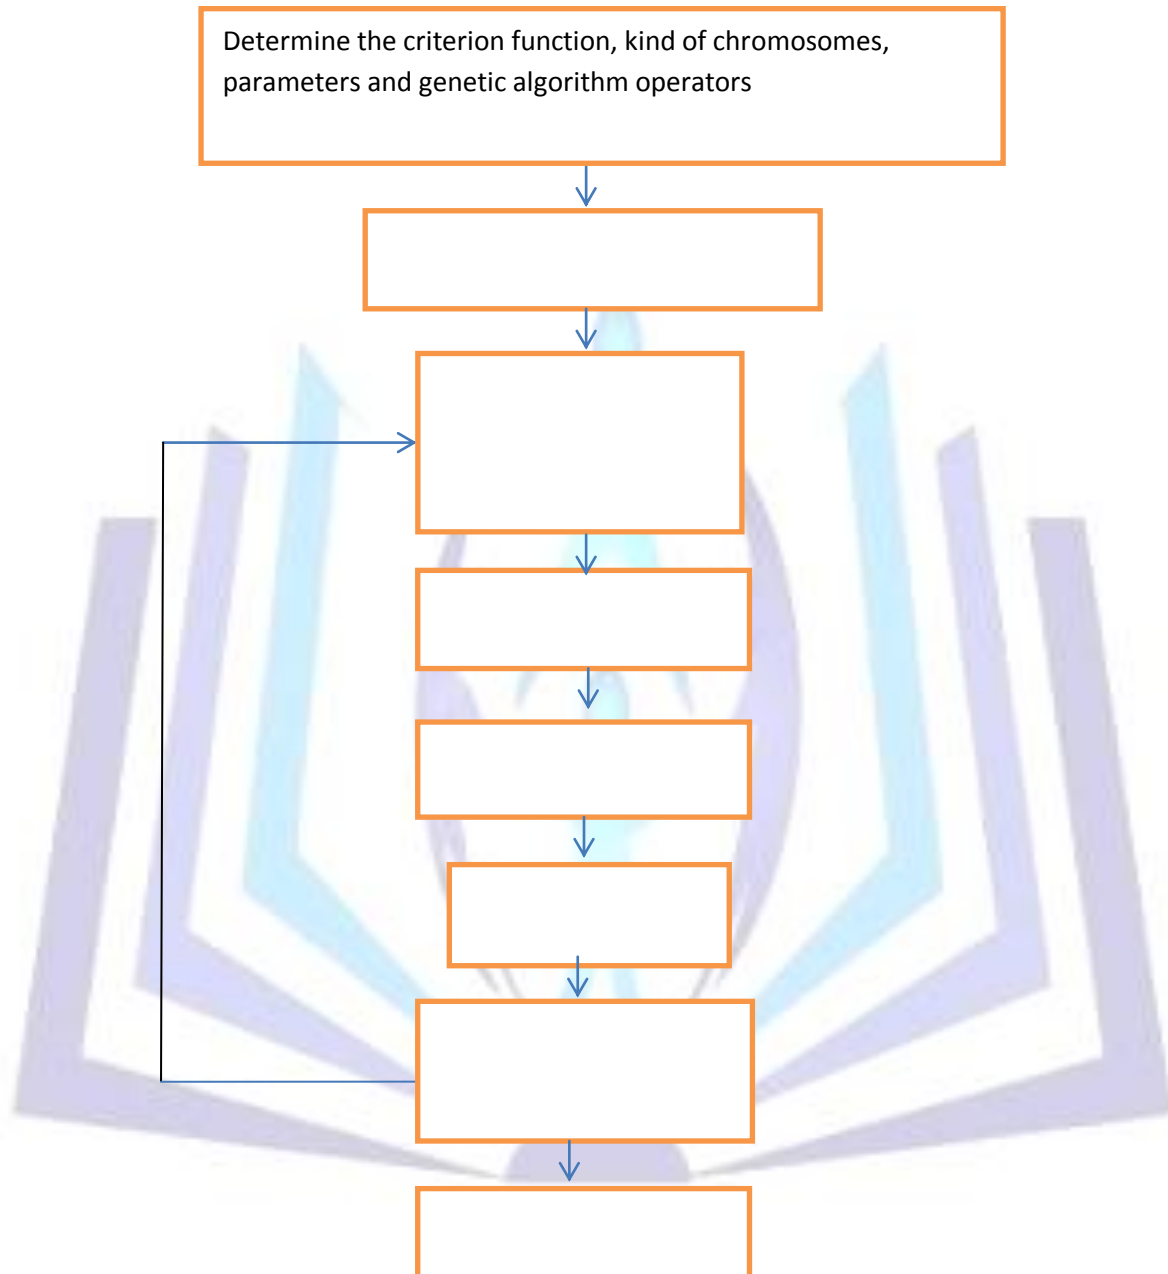 Determine the criterion function, kind of chromosomes,
parameters and genetic algorithm operators